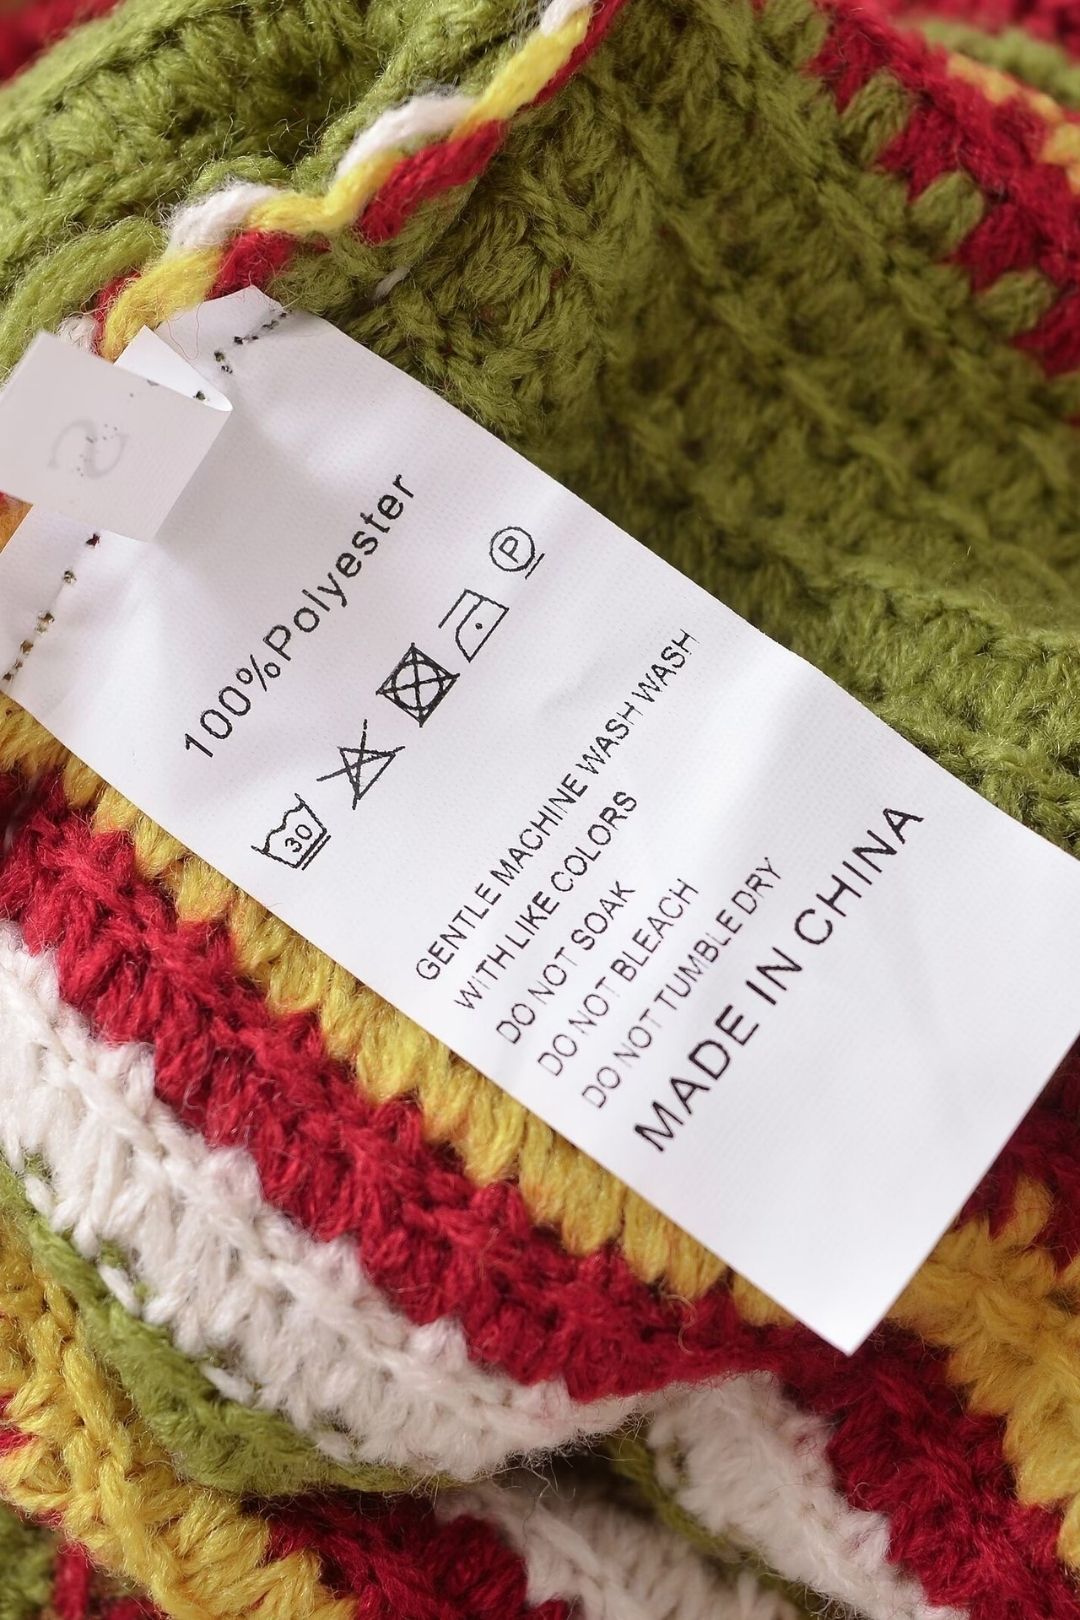 S
100%Polyester
30
P
GENTLE MACHINE WASH WASH
WITH LIKE COLORS
DO NOT SOAK
DO NOT BLEACH
DO NOT TUMBLE DRY
MADE IN CHINA